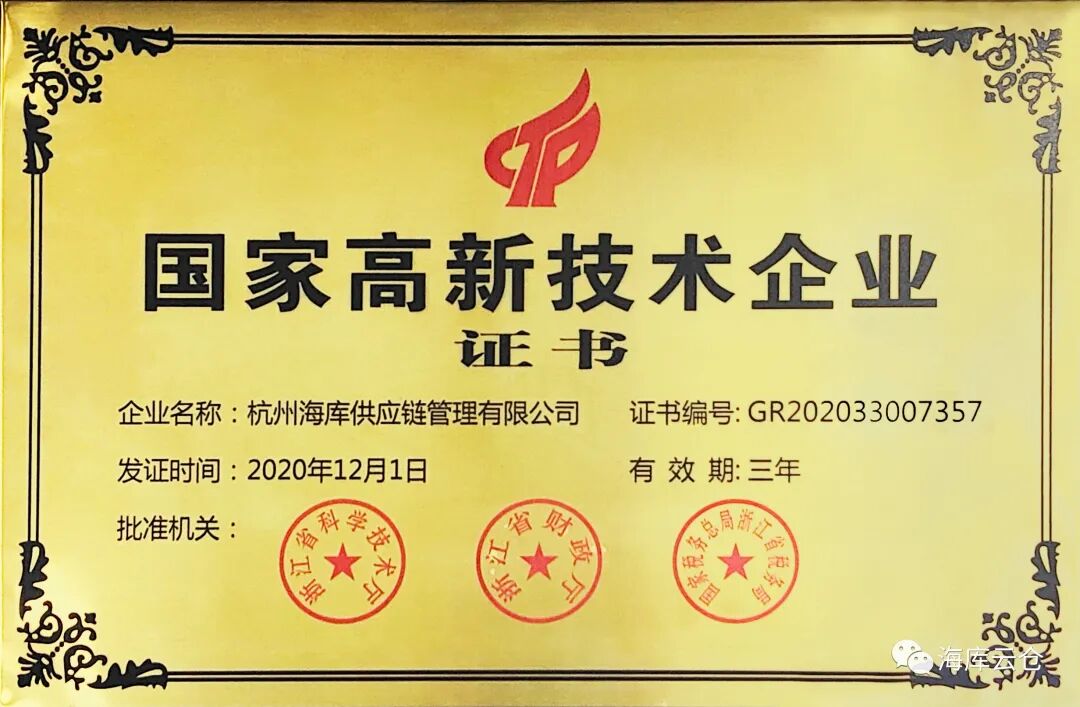 国家高新技术企业
证书
企业名称：杭州海库供应链管理有限公司 证书编号: GR202033007357
发证时间：2020年12月1日 有 效 期: 三年
批准机关：
浙江省科学技术厅
浙江省财政厅
国家税务总局浙江省税务局
海库云仓